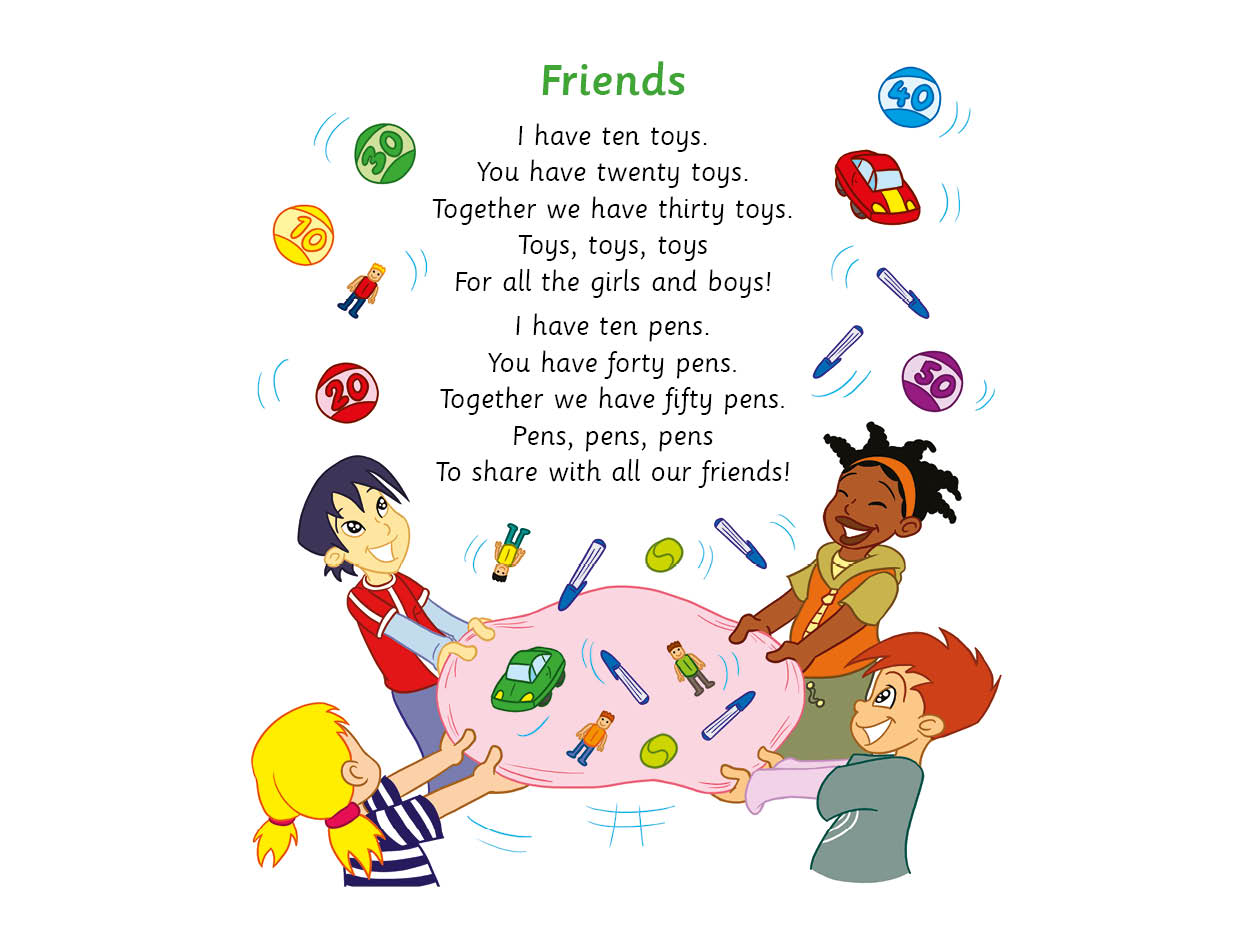 Friends
40
30
I have ten toys.
You have twenty toys.
Together we have thirty toys.
10
Toys, toys, toys
For all the girls and boys!
I have ten pens.
You have forty pens.
50
20
Together we have fifty pens.
Pens, pens, pens
To share with all our friends!